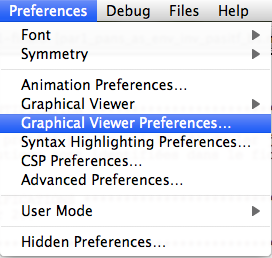 Preferences Debug Files Help
Font
Symmetry
Animation Preferences...
Graphical Viewer
Graphical Viewer Preferences...
Syntax Highlighting Preferences...
CSP Preferences...
Advanced Preferences...
User Mode
Hidden Preferences...